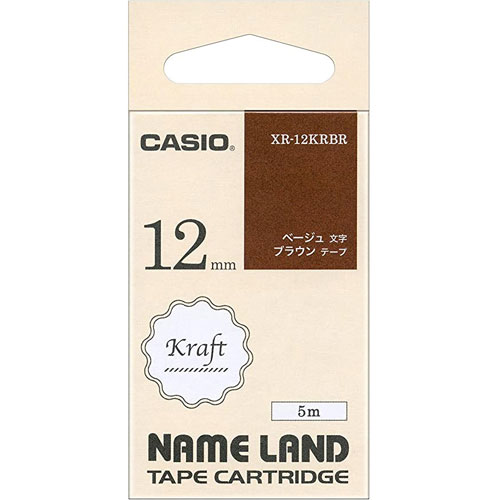 CASIO®
XR-12KRBR
12mm
ベージュ 文字
ブラウン テープ
Kraft
5m
NAME LAND
TAPE CARTRIDGE